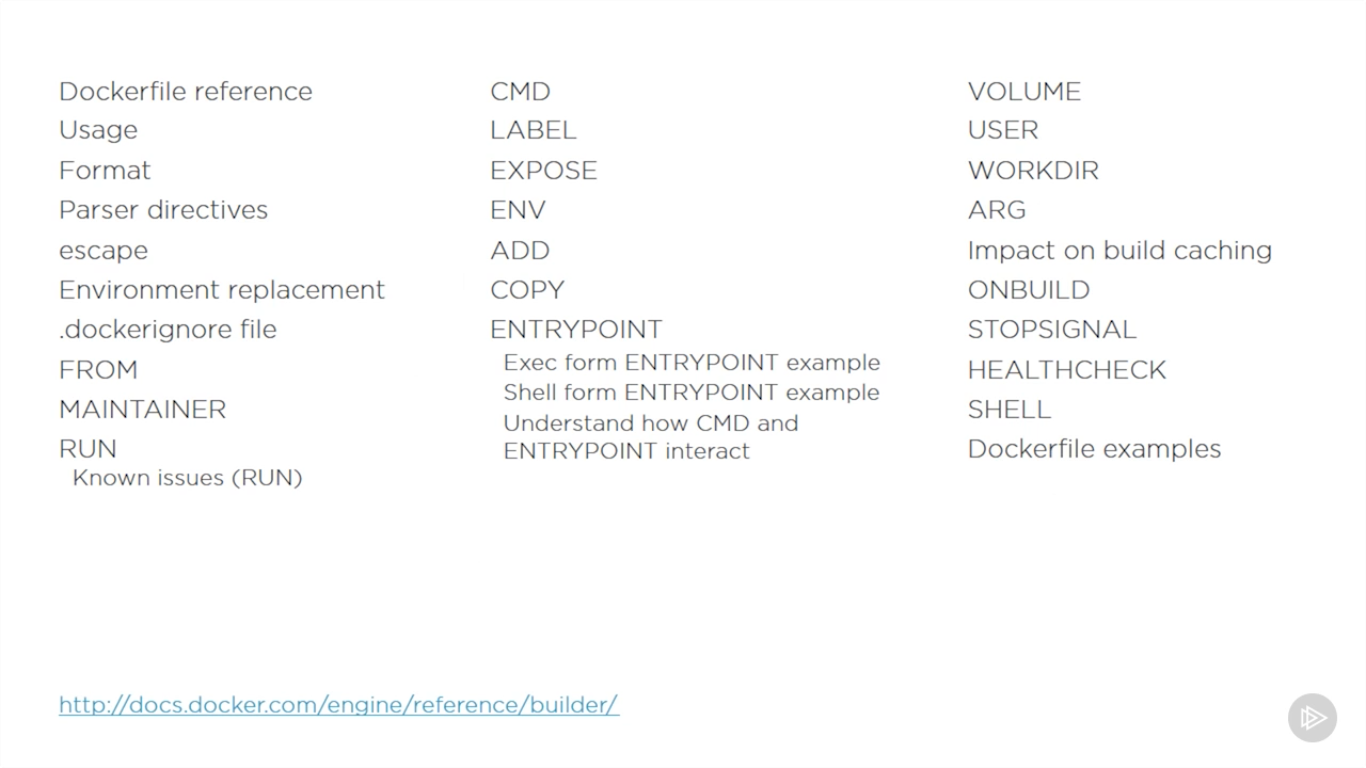 Dockerfile reference
Usage
Format
Parser directives
escape
Environment replacement
.dockerignore file
FROM
MAINTAINER
RUN
Known issues (RUN)
CMD
LABEL
EXPOSE
ENV
ADD
COPY
ENTRYPOINT
Exec form ENTRYPOINT example
Shell form ENTRYPOINT example
Understand how CMD and
ENTRYPOINT interact
VOLUME
USER
WORKDIR
ARG
Impact on build caching
ONBUILD
STOPSIGNAL
HEALTHCHECK
SHELL
Dockerfile examples
http://docs.docker.com/engine/reference/builder/